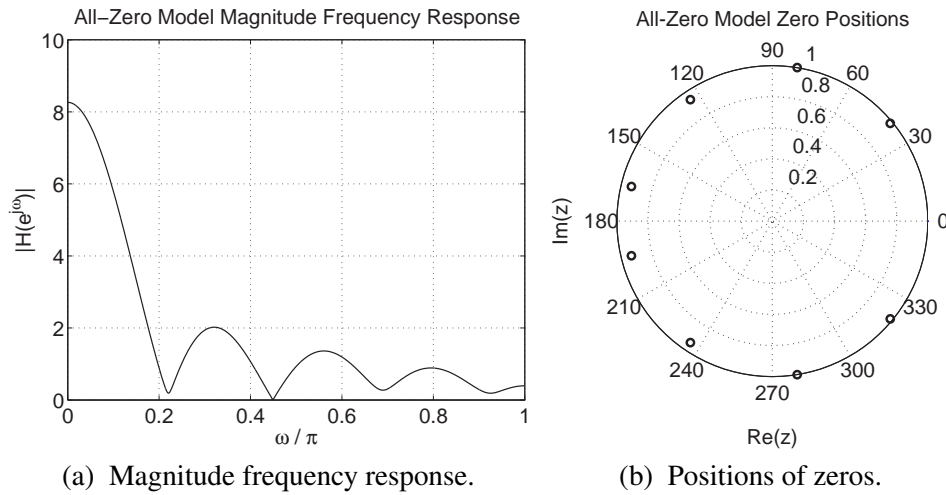 All−Zero Model Magnitude Frequency Response
10
8
6
4
2
0
|H(e^jω)|
0 0.2 0.4 0.6 0.8 1
ω / π
(a) Magnitude frequency response.
All-Zero Model Zero Positions
90 1
120 60
0.8
0.6
150 30
0.4
0.2
180 0
Im(z)
210 330
240 300
270
Re(z)
(b) Positions of zeros.